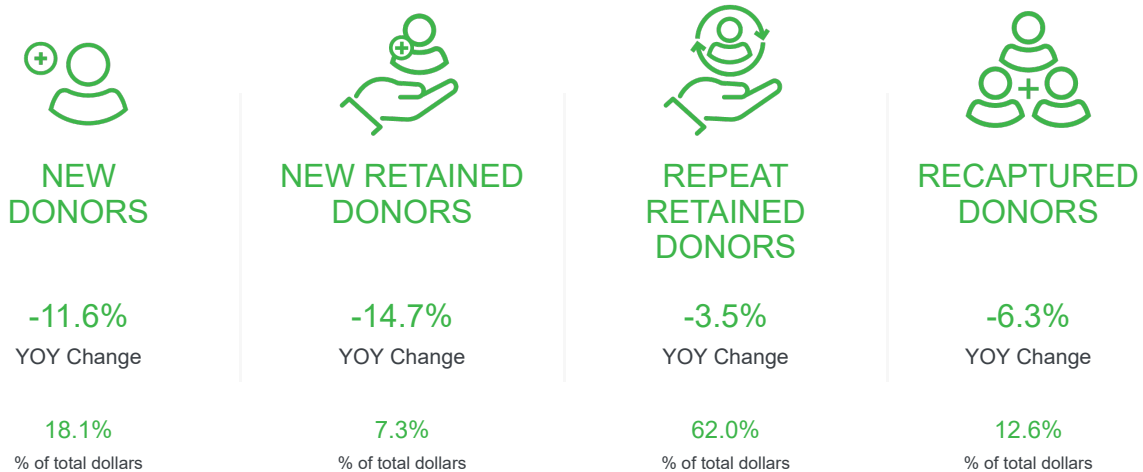 NEW
DONORS
-11.6%
YOY Change
18.1%
% of total dollars
NEW RETAINED
DONORS
-14.7%
YOY Change
7.3%
% of total dollars
REPEAT
RETAINED
DONORS
-3.5%
YOY Change
62.0%
% of total dollars
RECAPTURED
DONORS
-6.3%
YOY Change
12.6%
% of total dollars